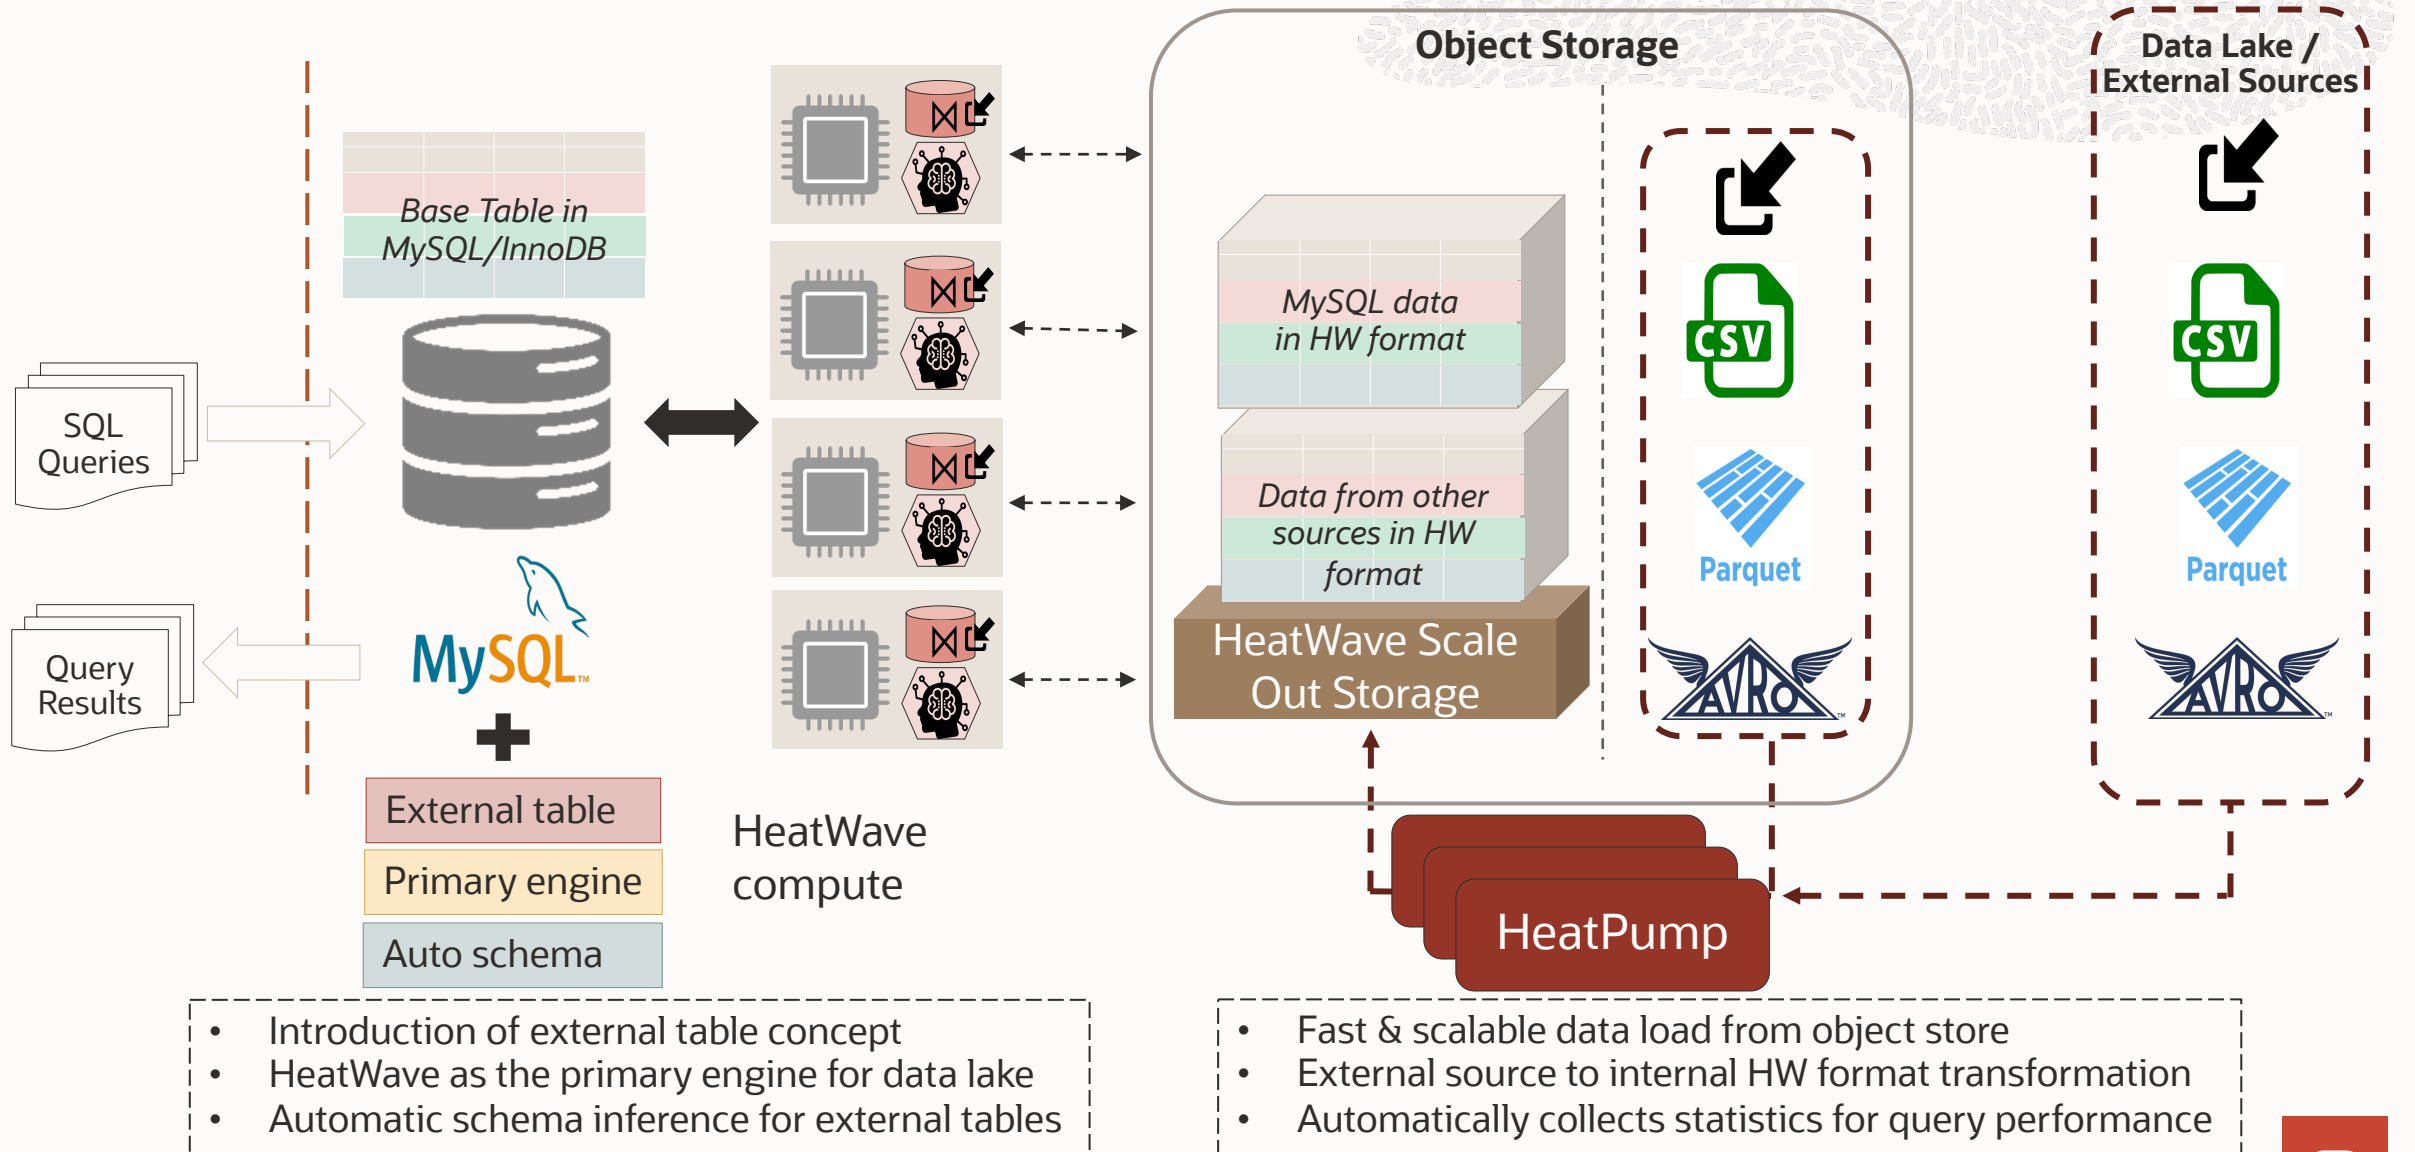 Object Storage
Data Lake /
External Sources
Base Table in
MySQL/InnoDB
MySQL data
in HW format
CSV
CSV
SQL
Queries
Data from other
sources in HW
format
Parquet
Parquet
HeatWave Scale
Out Storage
AVRO™
AVRO™
Query
Results
MySQL™
External table
Primary engine
Auto schema
HeatWave
compute
HeatPump
• Introduction of external table concept
• HeatWave as the primary engine for data lake
• Automatic schema inference for external tables
• Fast & scalable data load from object store
• External source to internal HW format transformation
• Automatically collects statistics for query performance